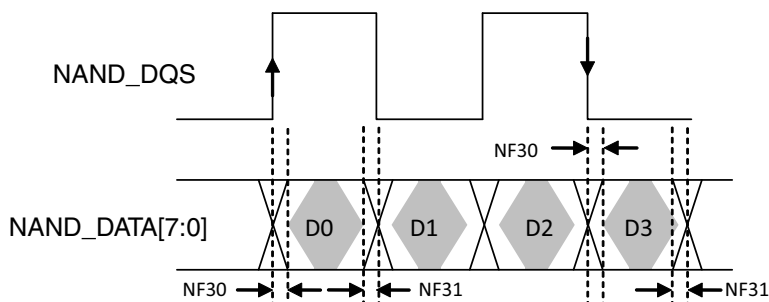 NAND_DQS
NF30
NAND_DATA[7:0]
D0
D1
D2
D3
NF30
NF31
NF31